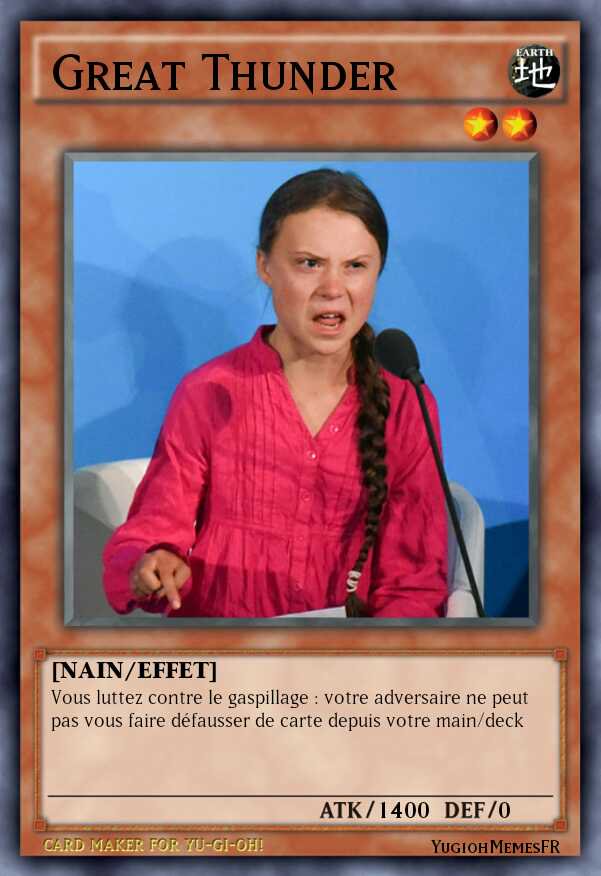 Great Thunder
EARTH
地
[NAIN/EFFET]
Vous luttez contre le gaspillage : votre adversaire ne peut
pas vous faire défausser de carte depuis votre main/deck
ATK/1400 DEF/0
CARD MAKER FOR YU-GI-OH!
YugiohMemesFR